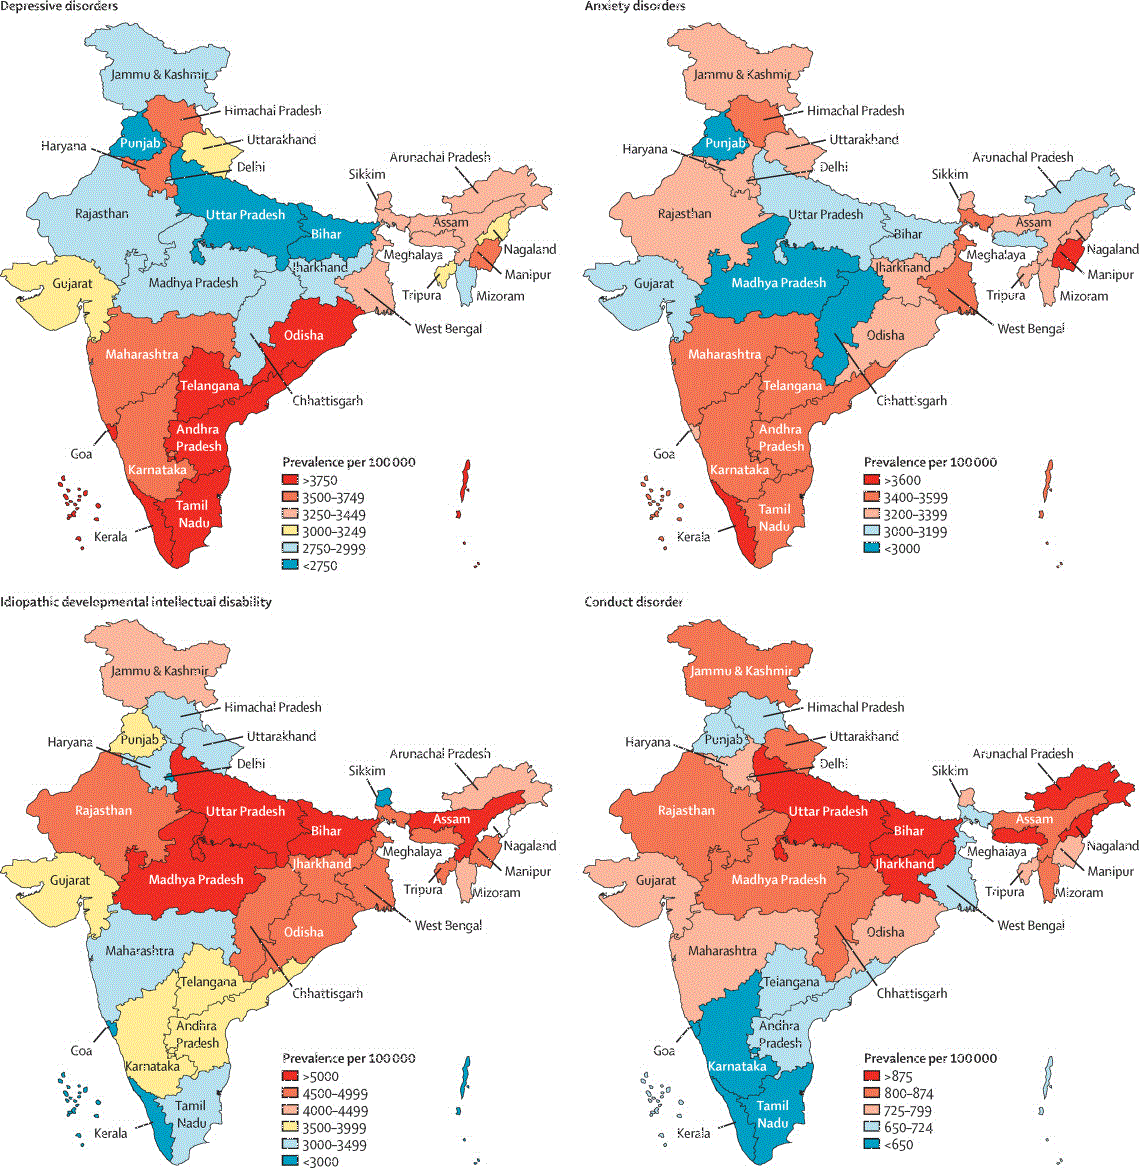 Depressive disorders
Jammu & Kashmir
Himachal Pradesh
Punjab
Uttarakhand
Haryana
Delhi
Arunachal Pradesh
Sikkim
Rajasthan
Uttar Pradesh
Assam
Bihar
Nagaland
Meghalaya
Jharkhand
Manipur
Gujarat
Madhya Pradesh
Tripura
Mizoram
West Bengal
Odisha
Maharashtra
Telangana
Chhattisgarh
Andhra
Pradesh
Goa
Karnataka
Tamil
Nadu
Kerala
Prevalence per 100 000
>3750
3500–3749
3250–3449
3000–3249
2750–2999
<2750
Anxiety disorders
Jammu & Kashmir
Himachal Pradesh
Punjab
Uttarakhand
Haryana
Delhi
Arunachal Pradesh
Sikkim
Rajasthan
Uttar Pradesh
Assam
Bihar
Nagaland
Meghalaya
Jharkhand
Manipur
Gujarat
Madhya Pradesh
Tripura
Mizoram
West Bengal
Odisha
Maharashtra
Telangana
Chhattisgarh
Andhra
Pradesh
Goa
Karnataka
Tamil
Nadu
Kerala
Prevalence per 100 000
>3600
3400–3599
3200–3399
3000–3199
<3000
Idiopathic developmental intellectual disability
Jammu & Kashmir
Himachal Pradesh
Punjab
Uttarakhand
Haryana
Delhi
Arunachal Pradesh
Sikkim
Rajasthan
Uttar Pradesh
Assam
Bihar
Nagaland
Meghalaya
Jharkhand
Manipur
Gujarat
Madhya Pradesh
Tripura
Mizoram
West Bengal
Odisha
Maharashtra
Telangana
Chhattisgarh
Andhra
Pradesh
Goa
Karnataka
Tamil
Nadu
Kerala
Prevalence per 100 000
>5000
4500–4999
4000–4499
3500–3999
3000–3499
<3000
Conduct disorder
Jammu & Kashmir
Himachal Pradesh
Punjab
Uttarakhand
Haryana
Delhi
Arunachal Pradesh
Sikkim
Rajasthan
Uttar Pradesh
Assam
Bihar
Nagaland
Meghalaya
Jharkhand
Manipur
Gujarat
Madhya Pradesh
Tripura
Mizoram
West Bengal
Odisha
Maharashtra
Telangana
Chhattisgarh
Andhra
Pradesh
Goa
Karnataka
Tamil
Nadu
Kerala
Prevalence per 100 000
>875
800–874
725–799
650–724
<650